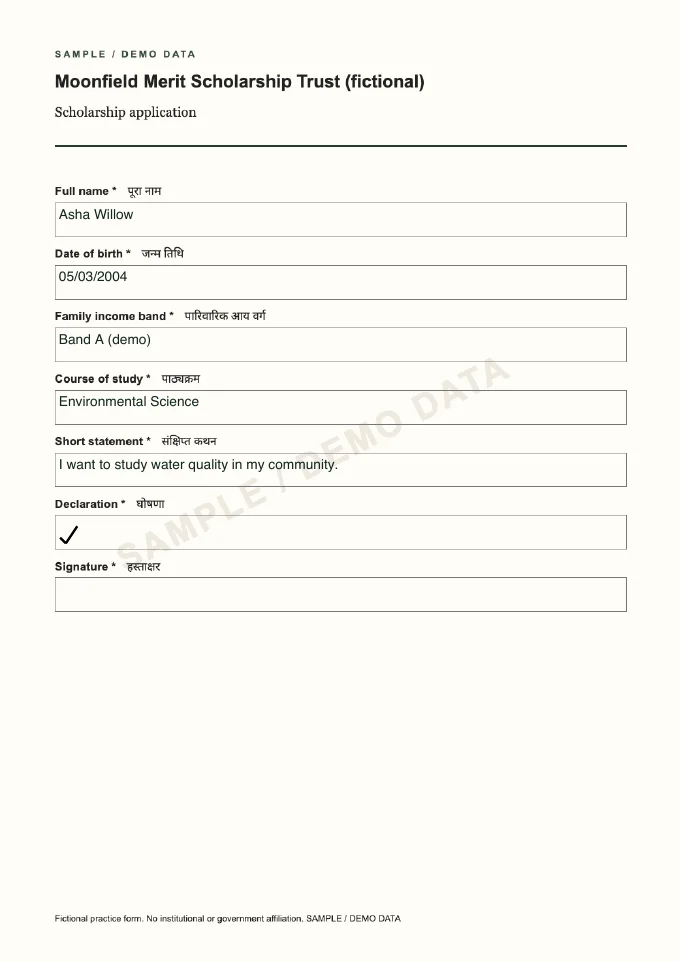 SAMPLE / DEMO DATA
Moonfield Merit Scholarship Trust (fictional)
Scholarship application
Full name * पूरा नाम
Asha Willow
Date of birth * जन्म तिथि
05/03/2004
Family income band * पारिवारिक आय वर्ग
Band A (demo)
Course of study * पाठ्यक्रम
Environmental Science
Short statement * संक्षिप्त कथन
I want to study water quality in my community.
Declaration * घोषणा
✓
Signature * हस्ताक्षर
SAMPLE / DEMO DATA
Fictional practice form. No institutional or government affiliation. SAMPLE / DEMO DATA